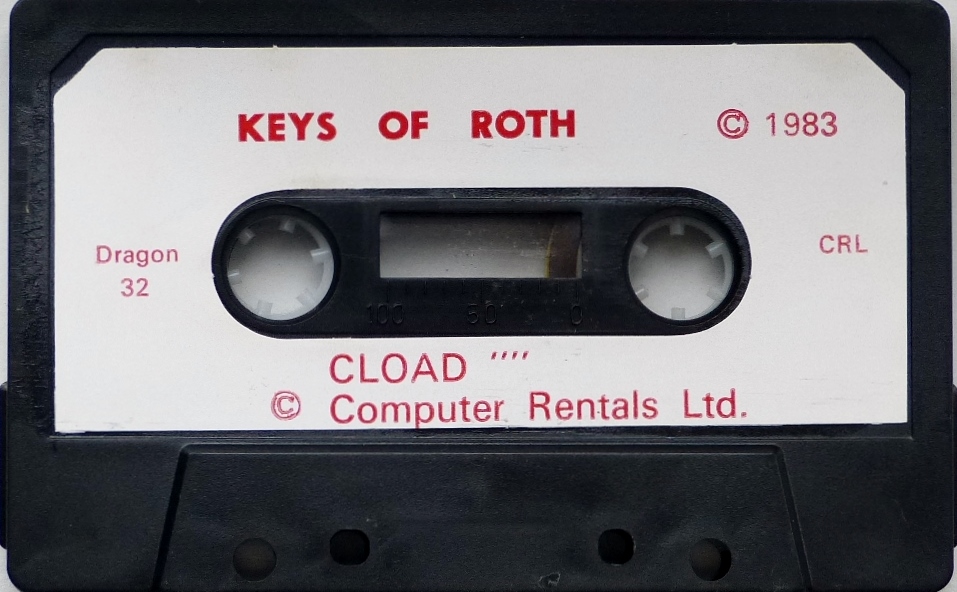 KEYS OF ROTH © 1983
Dragon
32
CRL
100 50 0
CLOAD """"
© Computer Rentals Ltd.